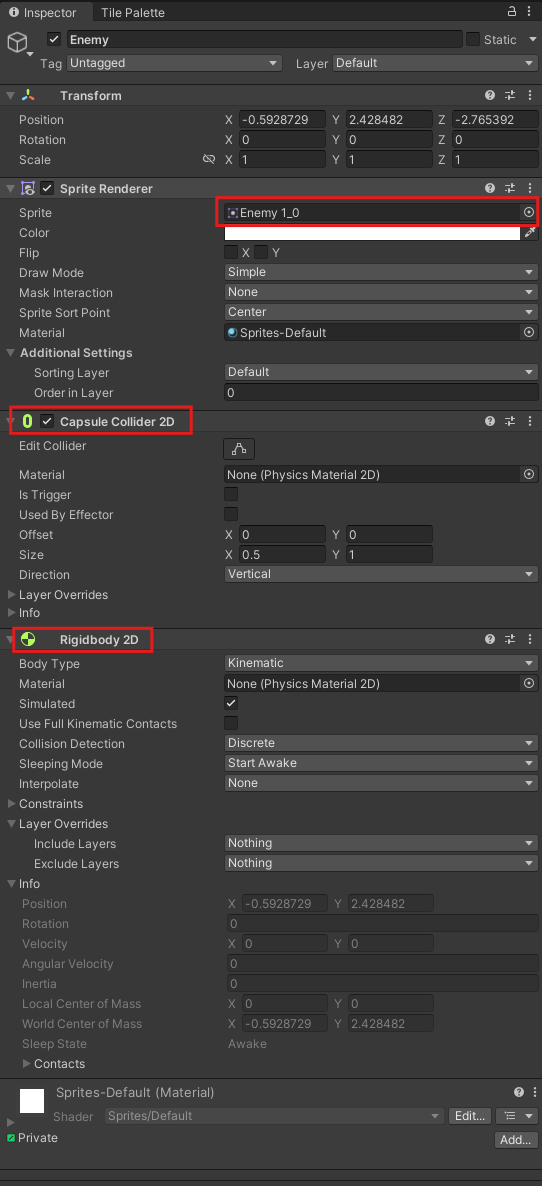 Inspector Tile Palette
Enemy Static
Tag Untagged Layer Default
Transform
Position X -0.5928729 Y 2.428482 Z -2.765392
Rotation X 0 Y 0 Z 0
Scale X 1 Y 1 Z 1
Sprite Renderer
Sprite Enemy 1_0
Color
Flip X Y
Draw Mode Simple
Mask Interaction None
Sprite Sort Point Center
Material Sprites-Default
Additional Settings
Sorting Layer Default
Order in Layer 0
Capsule Collider 2D
Edit Collider
Material None (Physics Material 2D)
Is Trigger
Used By Effector
Offset X 0 Y 0
Size X 0.5 Y 1
Direction Vertical
Layer Overrides
Info
Rigidbody 2D
Body Type Kinematic
Material None (Physics Material 2D)
Simulated
Use Full Kinematic Contacts
Collision Detection Discrete
Sleeping Mode Start Awake
Interpolate None
Constraints
Layer Overrides
Include Layers Nothing
Exclude Layers Nothing
Info
Position X -0.5928729 Y 2.428482
Rotation 0
Velocity X 0 Y 0
Angular Velocity 0
Inertia 0
Local Center of Mass X 0 Y 0
World Center of Mass X -0.5928729 Y 2.428482
Sleep State Awake
Contacts
Sprites-Default (Material)
Shader Sprites/Default Edit...
Private Add...